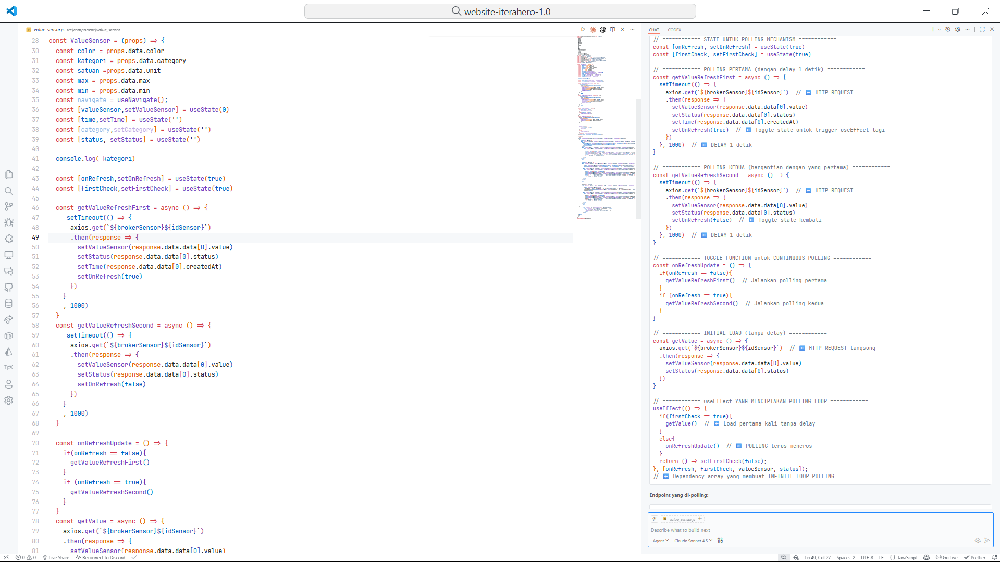 website-iterahero-1.0
value_sensor.js src\component\value_sensor
28 const ValueSensor = (props) => {
30 const color = props.data.color
31 const kategori = props.data.category
32 const satuan =props.data.unit
33 const max = props.data.max
34 const min = props.data.min
35 const navigate = useNavigate();
36 const [valueSensor,setValueSensor] = useState(0)
37 const [time,setTime] = useState('')
38 const [category,setCategory] = useState('')
39 const [status, setStatus] = useState('')
40
41 console.log( kategori)
42
43 const [onRefresh,setOnRefresh] = useState(true)
44 const [firstCheck,setFirstCheck] = useState(true)
45
46 const getValueRefreshFirst = async () => {
47 setTimeout(() => {
48 axios.get(`${brokerSensor}${idSensor}`)
49 .then(response => {
50 setValueSensor(response.data.data[0].value)
51 setStatus(response.data.data[0].status)
52 setTime(response.data.data[0].createdAt)
53 setOnRefresh(true)
54 })
55 }
56 , 1000)
57 }
58 const getValueRefreshSecond = async () => {
59 setTimeout(() => {
60 axios.get(`${brokerSensor}${idSensor}`)
61 .then(response => {
62 setValueSensor(response.data.data[0].value)
63 setStatus(response.data.data[0].status)
64 setOnRefresh(false)
65 })
66 }
67 , 1000)
68 }
69
70 const onRefreshUpdate = () => {
71 if(onRefresh == false){
72 getValueRefreshFirst()
73 }
74 if (onRefresh == true){
75 getValueRefreshSecond()
76 }
77 }
78 const getValue = async () => {
79 axios.get(`${brokerSensor}${idSensor}`)
80 .then(response => {
81 setValueSensor(response.data.data[0].value)
CHAT CODEX
// ============ STATE UNTUK POLLING MECHANISM ============
const [onRefresh, setOnRefresh] = useState(true)
const [firstCheck, setFirstCheck] = useState(true)
// ============ POLLING PERTAMA (dengan delay 1 detik) ============
const getValueRefreshFirst = async () => {
setTimeout(() => {
axios.get(`${brokerSensor}${idSensor}`) // ⬅️ HTTP REQUEST
.then(response => {
setValueSensor(response.data.data[0].value)
setStatus(response.data.data[0].status)
setTime(response.data.data[0].createdAt)
setOnRefresh(true) // ⬅️ Toggle state untuk trigger useEffect lagi
})
}, 1000) // ⬅️ DELAY 1 detik
}
// ============ POLLING KEDUA (bergantian dengan yang pertama) ============
const getValueRefreshSecond = async () => {
setTimeout(() => {
axios.get(`${brokerSensor}${idSensor}`) // ⬅️ HTTP REQUEST
.then(response => {
setValueSensor(response.data.data[0].value)
setStatus(response.data.data[0].status)
setOnRefresh(false) // ⬅️ Toggle state kembali
})
}, 1000) // ⬅️ DELAY 1 detik
}
// ============ TOGGLE FUNCTION untuk CONTINUOUS POLLING ============
const onRefreshUpdate = () => {
if(onRefresh == false){
getValueRefreshFirst() // Jalankan polling pertama
}
if (onRefresh == true){
getValueRefreshSecond() // Jalankan polling kedua
}
}
// ============ INITIAL LOAD (tanpa delay) ============
const getValue = async () => {
axios.get(`${brokerSensor}${idSensor}`) // ⬅️ HTTP REQUEST langsung
.then(response => {
setValueSensor(response.data.data[0].value)
setStatus(response.data.data[0].status)
})
}
// ============ useEffect YANG MENCIPTAKAN POLLING LOOP ============
useEffect(() => {
if(firstCheck == true){
getValue() // ⬅️ Load pertama kali tanpa delay
}
else{
onRefreshUpdate() // ⬅️ POLLING terus menerus
}
return () => setFirstCheck(false);
}, [onRefresh, firstCheck, valueSensor, status]);
// ⬅️ Dependency array yang membuat INFINITE LOOP POLLING
Endpoint yang di-polling:
value_sensor.js
Describe what to build next
Agent Claude Sonnet 4.5
0 0 Live Share Reconnect to Discord
Ln 49, Col 27 Spaces: 2 UTF-8 LF JavaScript Go Live Prettier